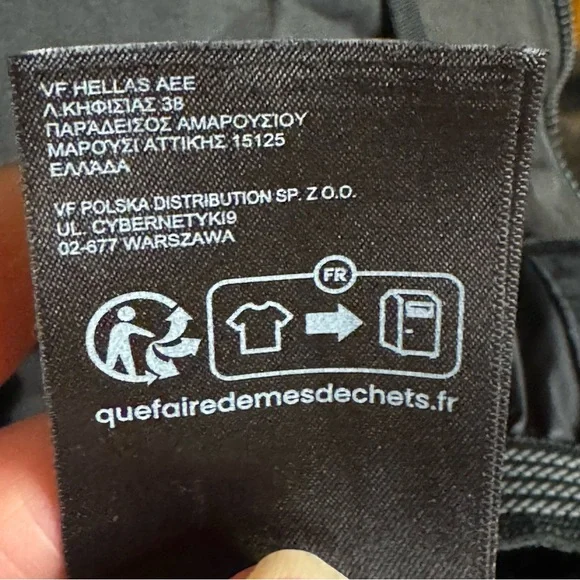 VF HELLAS AEE
Λ.ΚΗΦΙΣΙΑΣ 38
ΠΑΡΑΔΕΙΣΟΣ ΑΜΑΡΟΥΣΙΟΥ
ΜΑΡΟΥΣΙ ΑΤΤΙΚΗΣ 15125
ΕΛΛΑΔΑ
VF POLSKA DISTRIBUTION SP. Z O.O.
UL. CYBERNETYKI9
02-677 WARSZAWA
FR
quefairedemesdechets.fr